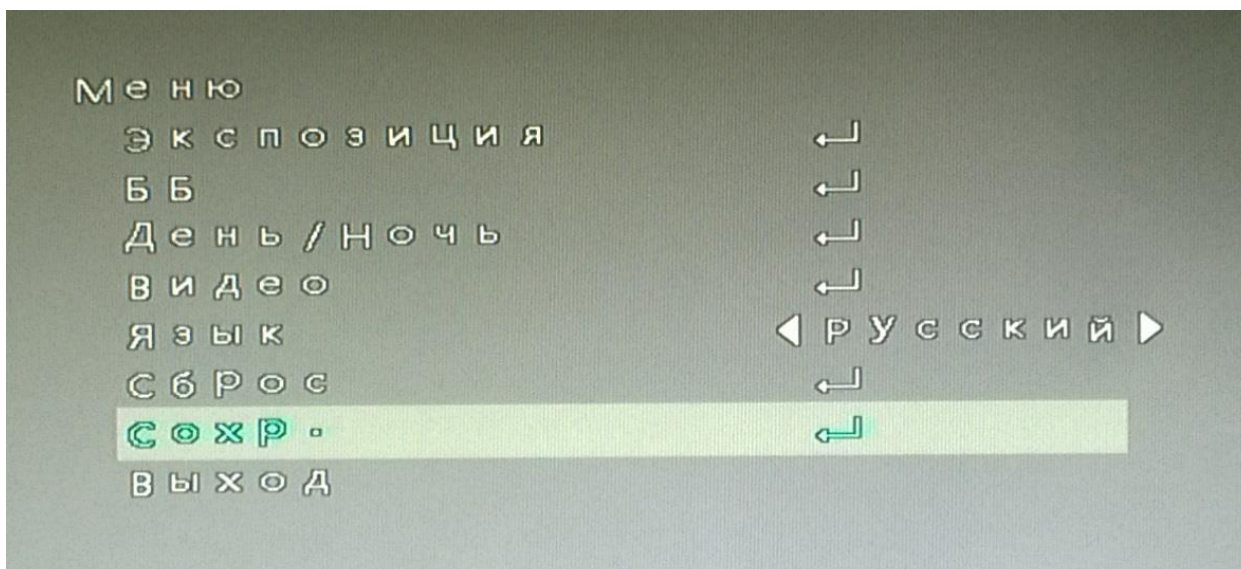 Меню
Экспозиция
ББ
День/Ночь
Видео
Язык РУсский
Сброс
Сохр.
Выход